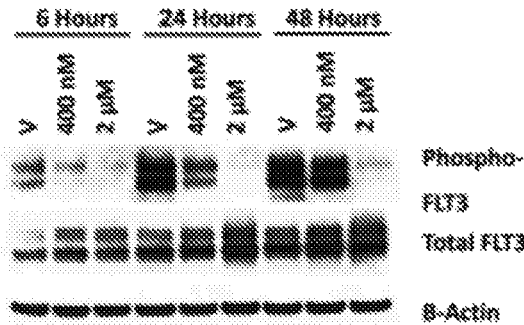 6 Hours 24 Hours 48 Hours
V 400 nM 2 µM V 400 nM 2 µM V 400 nM 2 µM
Phospho-
FLT3
Total FLT3
B-Actin